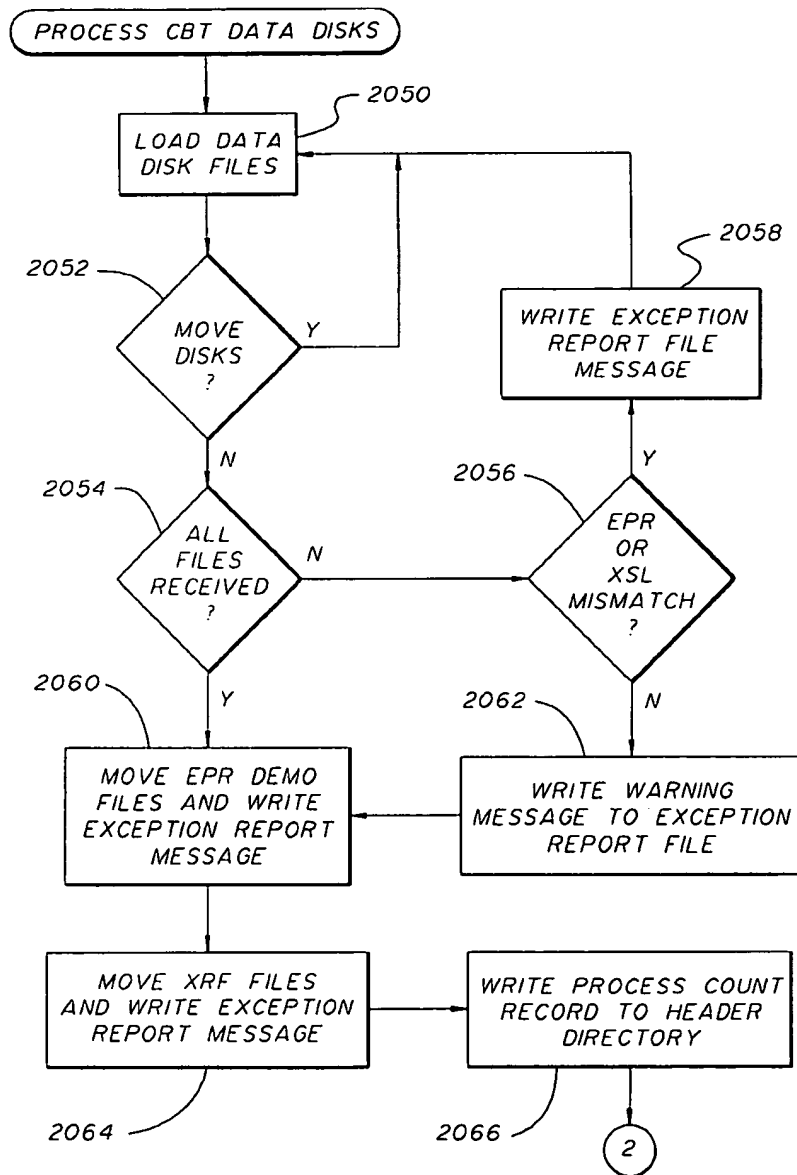 PROCESS CBT DATA DISKS
2050
LOAD DATA
DISK FILES
2052
MOVE
DISKS
?
Y
N
2058
WRITE EXCEPTION
REPORT FILE
MESSAGE
Y
2054
ALL
FILES
RECEIVED
?
N
Y
2056
EPR
OR
XSL
MISMATCH
?
N
2060
MOVE EPR DEMO
FILES AND WRITE
EXCEPTION REPORT
MESSAGE
2062
WRITE WARNING
MESSAGE TO EXCEPTION
REPORT FILE
MOVE XRF FILES
AND WRITE EXCEPTION
REPORT MESSAGE
2064
WRITE PROCESS COUNT
RECORD TO HEADER
DIRECTORY
2066
2